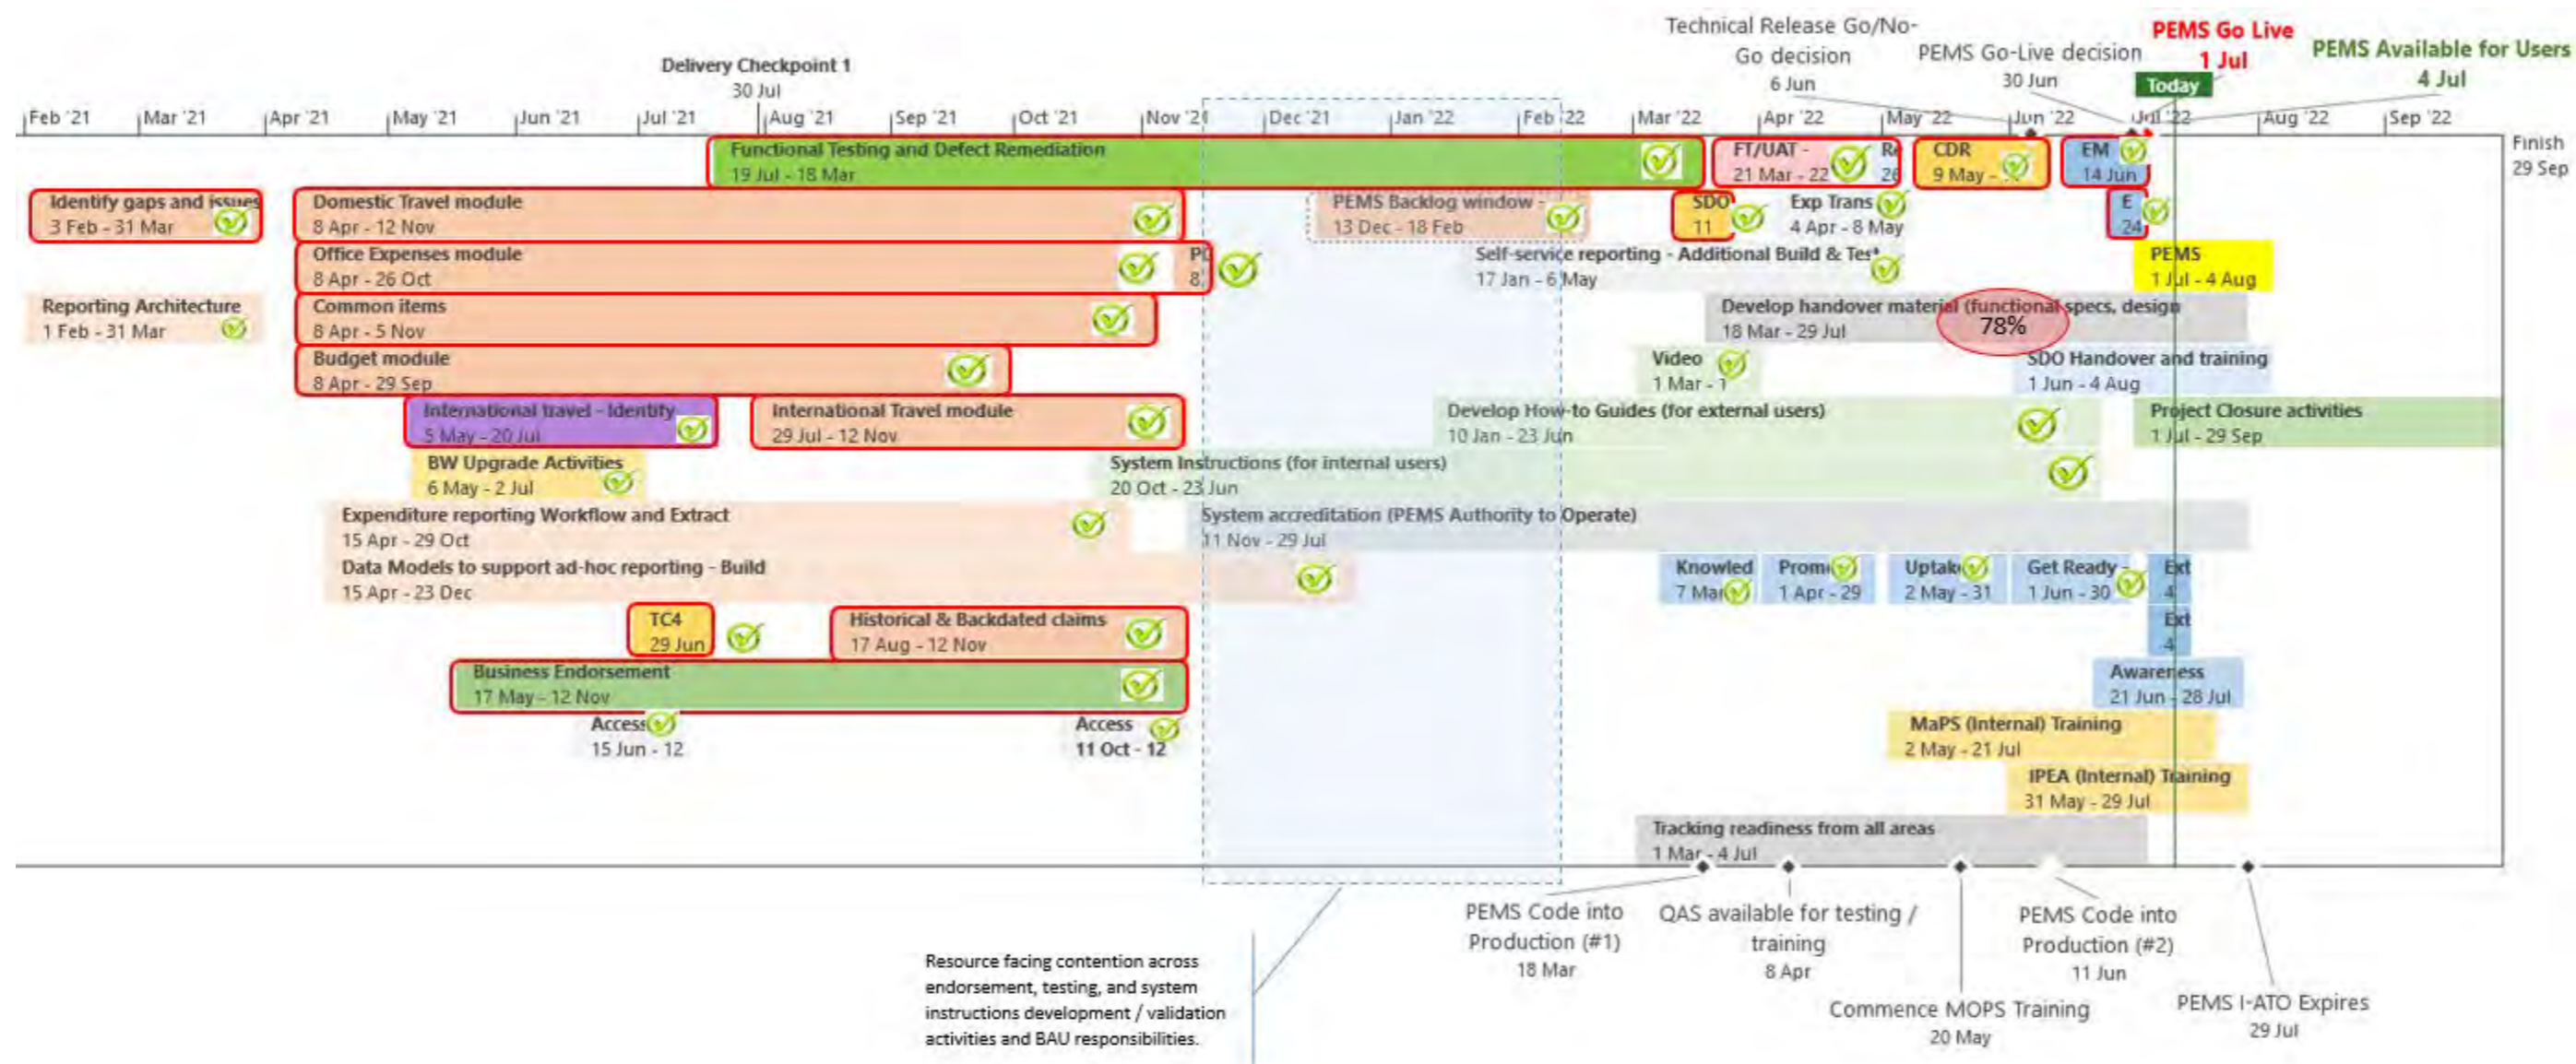 Technical Release Go/No-
Go decision
6 Jun
PEMS Go-Live decision
30 Jun
PEMS Go Live
1 Jul
PEMS Available for Users
4 Jul
Today
Delivery Checkpoint 1
30 Jul
Feb '21
Mar '21
Apr '21
May '21
Jun '21
Jul '21
Aug '21
Sep '21
Oct '21
Nov '21
Dec '21
Jan '22
Feb '22
Mar '22
Apr '22
May '22
Jun '22
Jul '22
Aug '22
Sep '22
Finish
29 Sep
Functional Testing and Defect Remediation
19 Jul - 18 Mar
FT/UAT -
21 Mar - 22
26
CDR
9 May -
EM
14 Jun
Identify gaps and issues
3 Feb - 31 Mar
Domestic Travel module
8 Apr - 12 Nov
PEMS Backlog window -
13 Dec - 18 Feb
SDO
11
Exp Trans
4 Apr - 8 May
E
24
Office Expenses module
8 Apr - 26 Oct
8
Self-service reporting - Additional Build & Test
17 Jan - 6 May
PEMS
1 Jul - 4 Aug
Reporting Architecture
1 Feb - 31 Mar
Common items
8 Apr - 5 Nov
Develop handover material (functional specs, design
18 Mar - 29 Jul
78%
Budget module
8 Apr - 29 Sep
Video
1 Mar - 1
SDO Handover and training
1 Jun - 4 Aug
International travel - Identify
5 May - 20 Jul
International Travel module
29 Jul - 12 Nov
Develop How-to Guides (for external users)
10 Jan - 23 Jun
Project Closure activities
1 Jul - 29 Sep
BW Upgrade Activities
6 May - 2 Jul
System Instructions (for internal users)
20 Oct - 23 Jun
Expenditure reporting Workflow and Extract
15 Apr - 29 Oct
System accreditation (PEMS Authority to Operate)
11 Nov - 29 Jul
Data Models to support ad-hoc reporting - Build
15 Apr - 23 Dec
Knowled
7 Mar
Prom
1 Apr - 29
Uptak
2 May - 31
Get Ready -
1 Jun - 30
Ext
4
TC4
29 Jun
Historical & Backdated claims
17 Aug - 12 Nov
Ext
4
Business Endorsement
17 May - 12 Nov
Awareness
21 Jun - 28 Jul
Access
15 Jun - 12
Access
11 Oct - 12
MaPS (Internal) Training
2 May - 21 Jul
IPEA (Internal) Training
31 May - 29 Jul
Tracking readiness from all areas
1 Mar - 4 Jul
PEMS Code into
Production (#1)
18 Mar
QAS available for testing /
training
8 Apr
Commence MOPS Training
20 May
PEMS Code into
Production (#2)
11 Jun
PEMS I-ATO Expires
29 Jul
Resource facing contention across
endorsement, testing, and system
instructions development / validation
activities and BAU responsibilities.